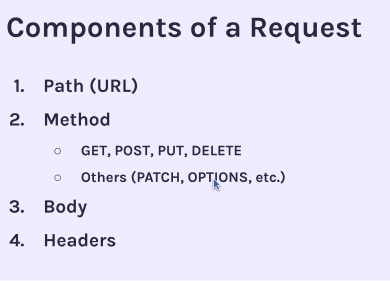 Components of a Request
1. Path (URL)
2. Method
○ GET, POST, PUT, DELETE
○ Others (PATCH, OPTIONS, etc.)
3. Body
4. Headers